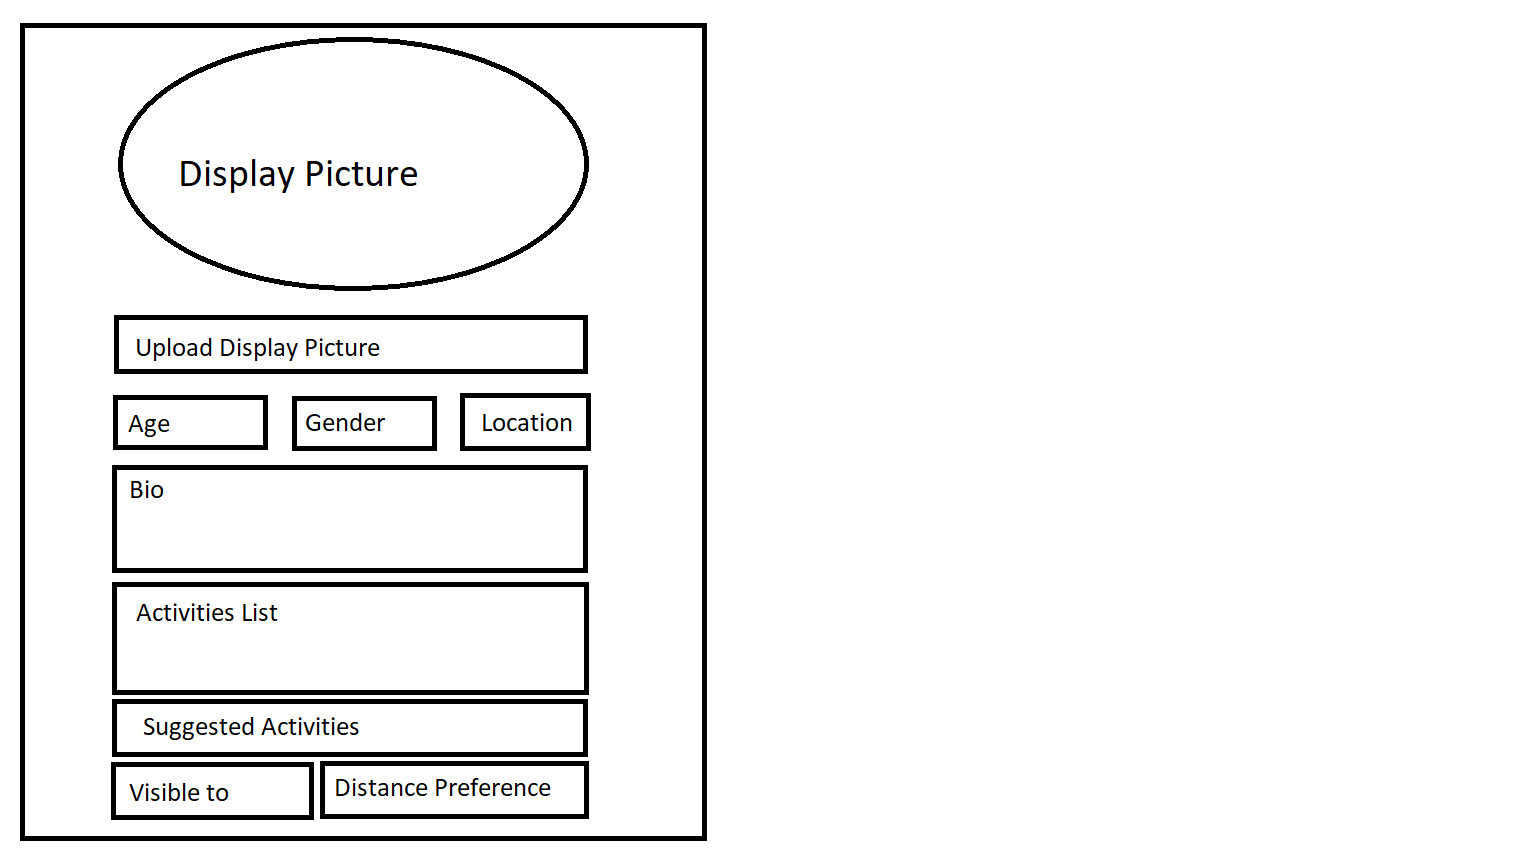 Display Picture
Upload Display Picture
Age
Gender
Location
Bio
Activities List
Suggested Activities
Visible to
Distance Preference